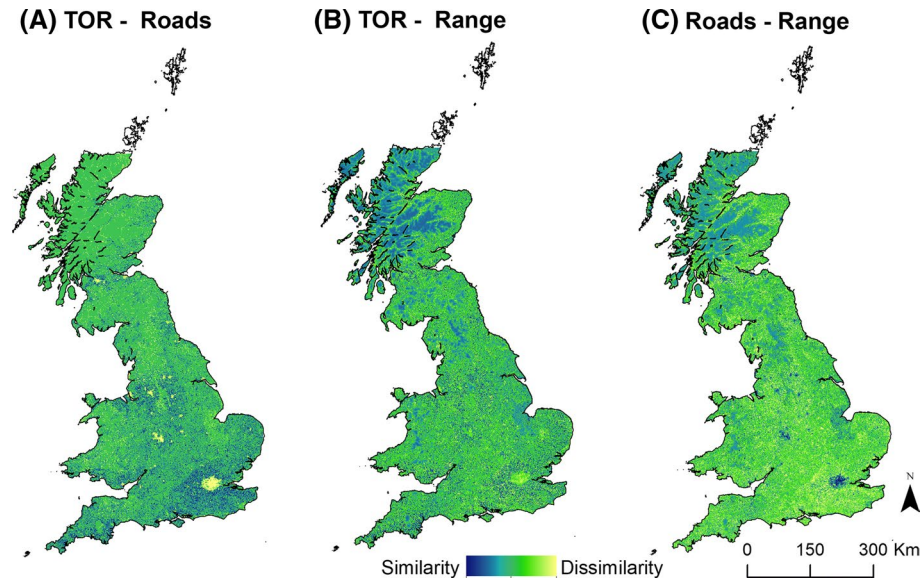 (A) TOR - Roads
(B) TOR - Range
(C) Roads - Range
N
Similarity
Dissimilarity
0 150 300 Km